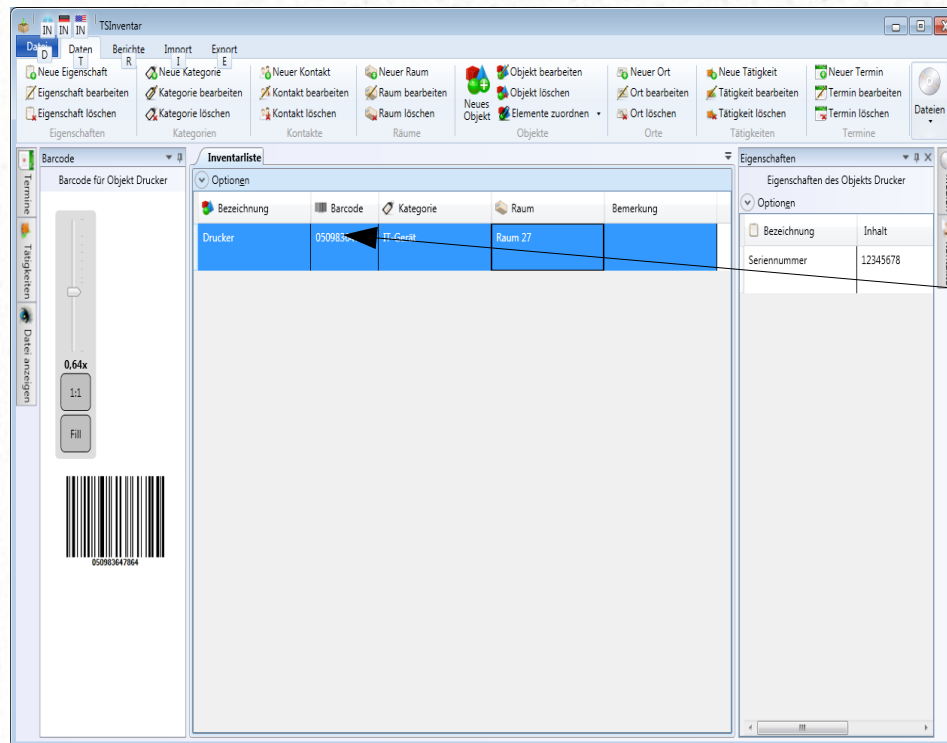 IN IN IN TSInventar
Datei D Daten T Berichte R Import I Export E
Neue Eigenschaft
Eigenschaft bearbeiten
Eigenschaft löschen
Eigenschaften
Neue Kategorie
Kategorie bearbeiten
Kategorie löschen
Kategorien
Neuer Kontakt
Kontakt bearbeiten
Kontakt löschen
Kontakte
Neuer Raum
Raum bearbeiten
Raum löschen
Räume
Neues
Objekt
Objekt bearbeiten
Objekt löschen
Elemente zuordnen
Objekte
Neuer Ort
Ort bearbeiten
Ort löschen
Orte
Neue Tätigkeit
Tätigkeit bearbeiten
Tätigkeit löschen
Tätigkeiten
Neuer Termin
Termin bearbeiten
Termin löschen
Termine
Dateien
Termine
Tätigkeiten
Datei anzeigen
Barcode
Barcode für Objekt Drucker
0,64x
1:1
Fill
050983647864
Inventarliste
Optionen
Bezeichnung Barcode Kategorie Raum Bemerkung
Drucker IT-Gerät Raum 27
Eigenschaften
Eigenschaften des Objekts Drucker
Optionen
Bezeichnung Inhalt
Seriennummer 12345678